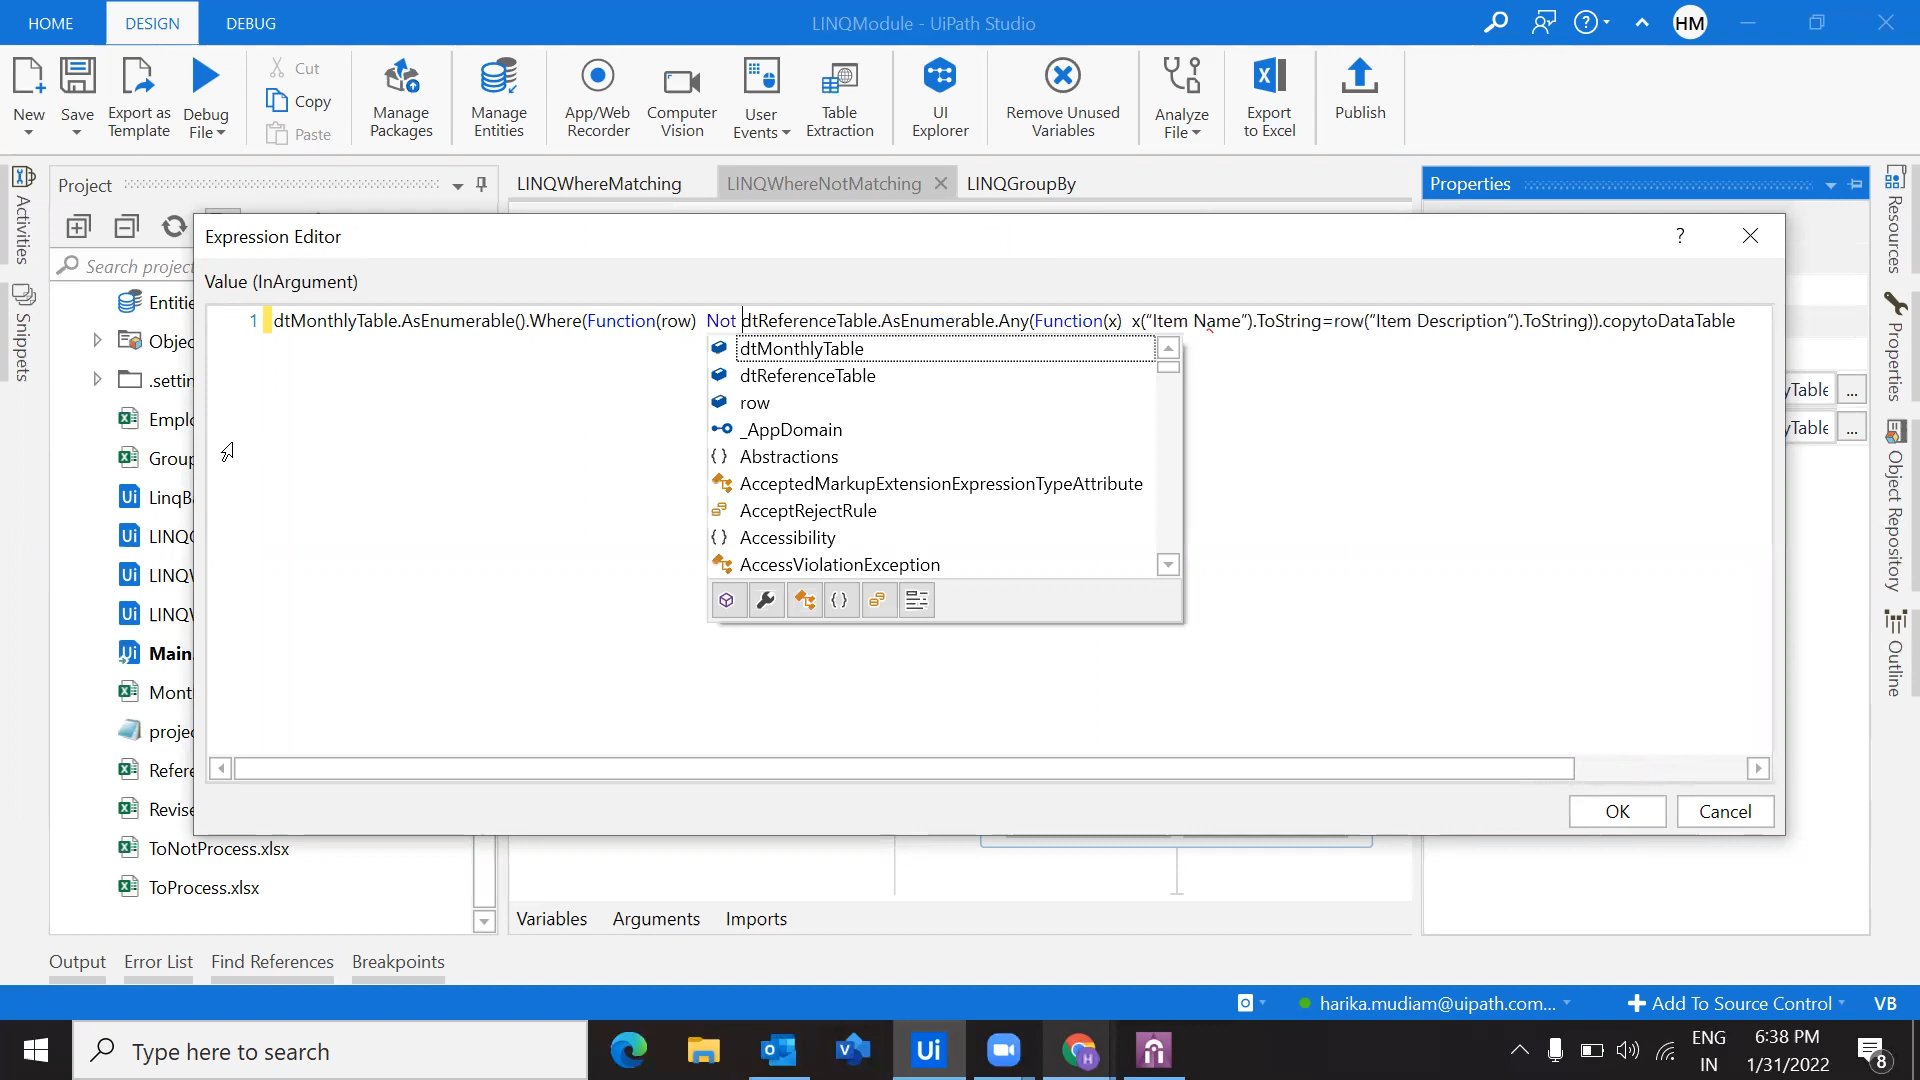 HOME DESIGN DEBUG LINQModule - UiPath Studio HM
New Save Export as Template Debug File Cut Copy Paste Manage Packages Manage Entities App/Web Recorder Computer Vision User Events Table Extraction UI Explorer Remove Unused Variables Analyze File Export to Excel Publish
Project LINQWhereMatching LINQWhereNotMatching LINQGroupBy Properties
Activities
Snippets
Resources
Properties
Object Repository
Outline
Expression Editor ?
Search project
Value (InArgument)
Entitie
1 dtMonthlyTable.AsEnumerable().Where(Function(row) Not dtReferenceTable.AsEnumerable.Any(Function(x) x("Item Name").ToString=row("Item Description").ToString)).copytoDataTable
Objec
dtMonthlyTable
dtReferenceTable
.settin
yTable ...
row
Emplo
yTable ...
_AppDomain
Group
Abstractions
AcceptedMarkupExtensionExpressionTypeAttribute
LinqB
AcceptRejectRule
LINQG
Accessibility
AccessViolationException
LINQW
LINQW
Main.
Mont
projec
Refere
Revise
OK Cancel
ToNotProcess.xlsx
ToProcess.xlsx
Variables Arguments Imports
Output Error List Find References Breakpoints
harika.mudiam@uipath.com... Add To Source Control VB
Type here to search Ui ENG
IN 6:38 PM
1/31/2022 8